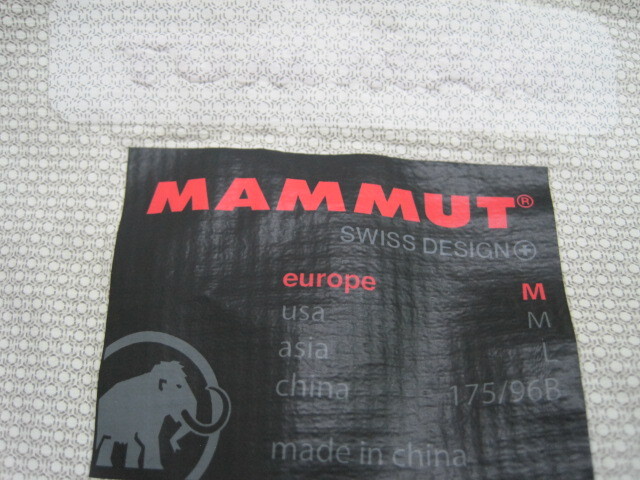 MAMMUT®
SWISS DESIGN
europe M
usa M
asia L
china 175/96B
made in china